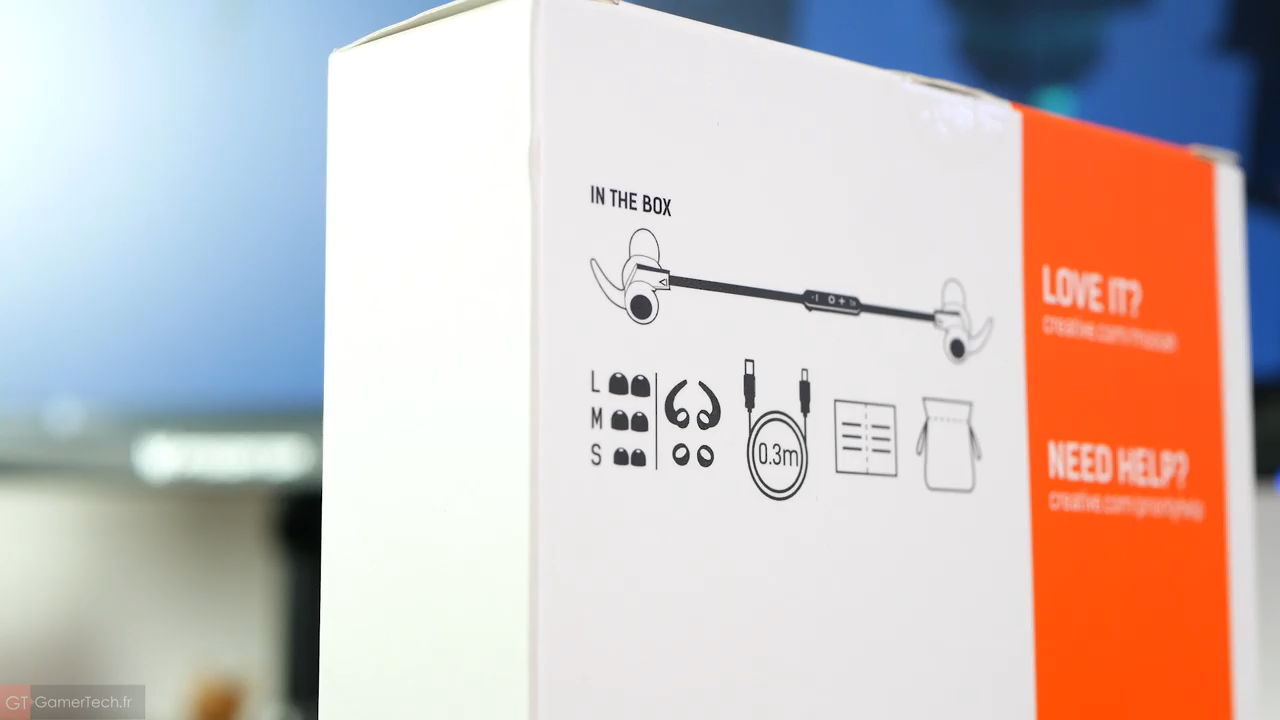 IN THE BOX
L
M
S
0.3m
LOVE IT?
NEED HELP?
GT-GamerTech.fr